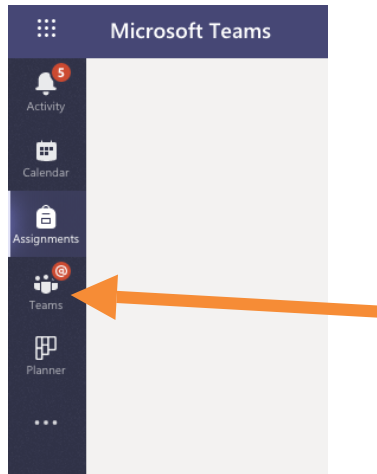 Microsoft Teams
5
Activity
Calendar
Assignments
@
Teams
Planner
...